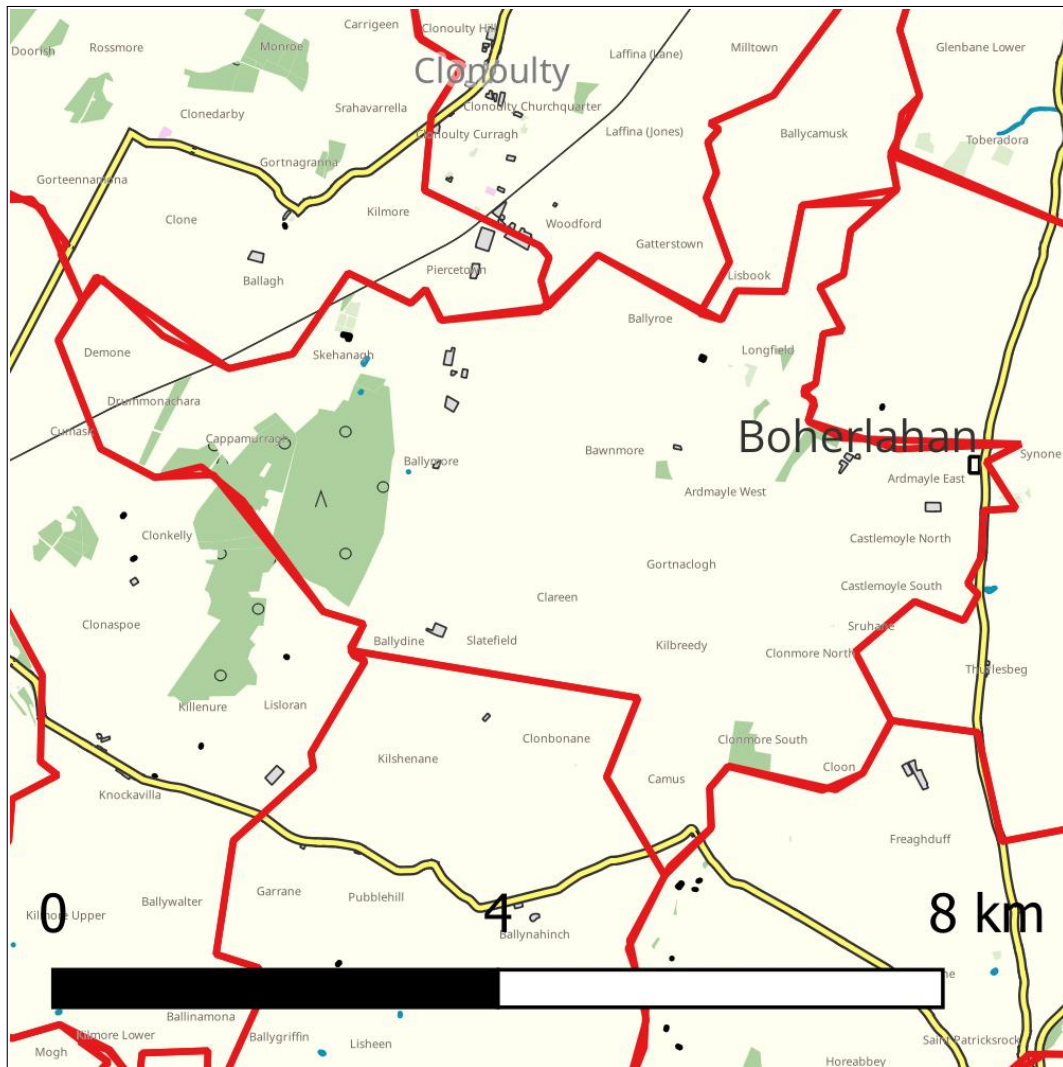 Carrigeen
Clonoulty Hill
Doorish
Rossmore
Monroe
Laffina (Lane)
Milltown
Glenbane Lower
Clonoulty
Clonedarby
Srahavarrella
Clonoulty Churchquarter
Clonoulty Curragh
Laffina (Jones)
Ballycamusk
Toberadora
Gortnagranna
Gorteennamona
Clone
Kilmore
Woodford
Gatterstown
Ballagh
Piercetown
Lisbook
Ballyroe
Demone
Skehanagh
Longfield
Drummonachara
Cumask
Cappamurragh
Boherlahan
Ballymore
Bawnmore
Synone
Ardmayle West
Ardmayle East
Clonkelly
Castlemoyle North
Gortnaclogh
Castlemoyle South
Clareen
Clonaspoe
Sruhane
Ballydine
Slatefield
Kilbreedy
Clonmore North
Thurlesbeg
Killenure
Lisloran
Clonbonane
Clonmore South
Kilshenane
Cloon
Camus
Knockavilla
Freaghduff
Garrane
Pubblehill
Ballywalter
Kilmore Upper
0 4 8 km
Ballynahinch
Ballinamona
Kilmore Lower
Ballygriffin
Lisheen
Saint Patricksrock
Mogh
Horeabbey